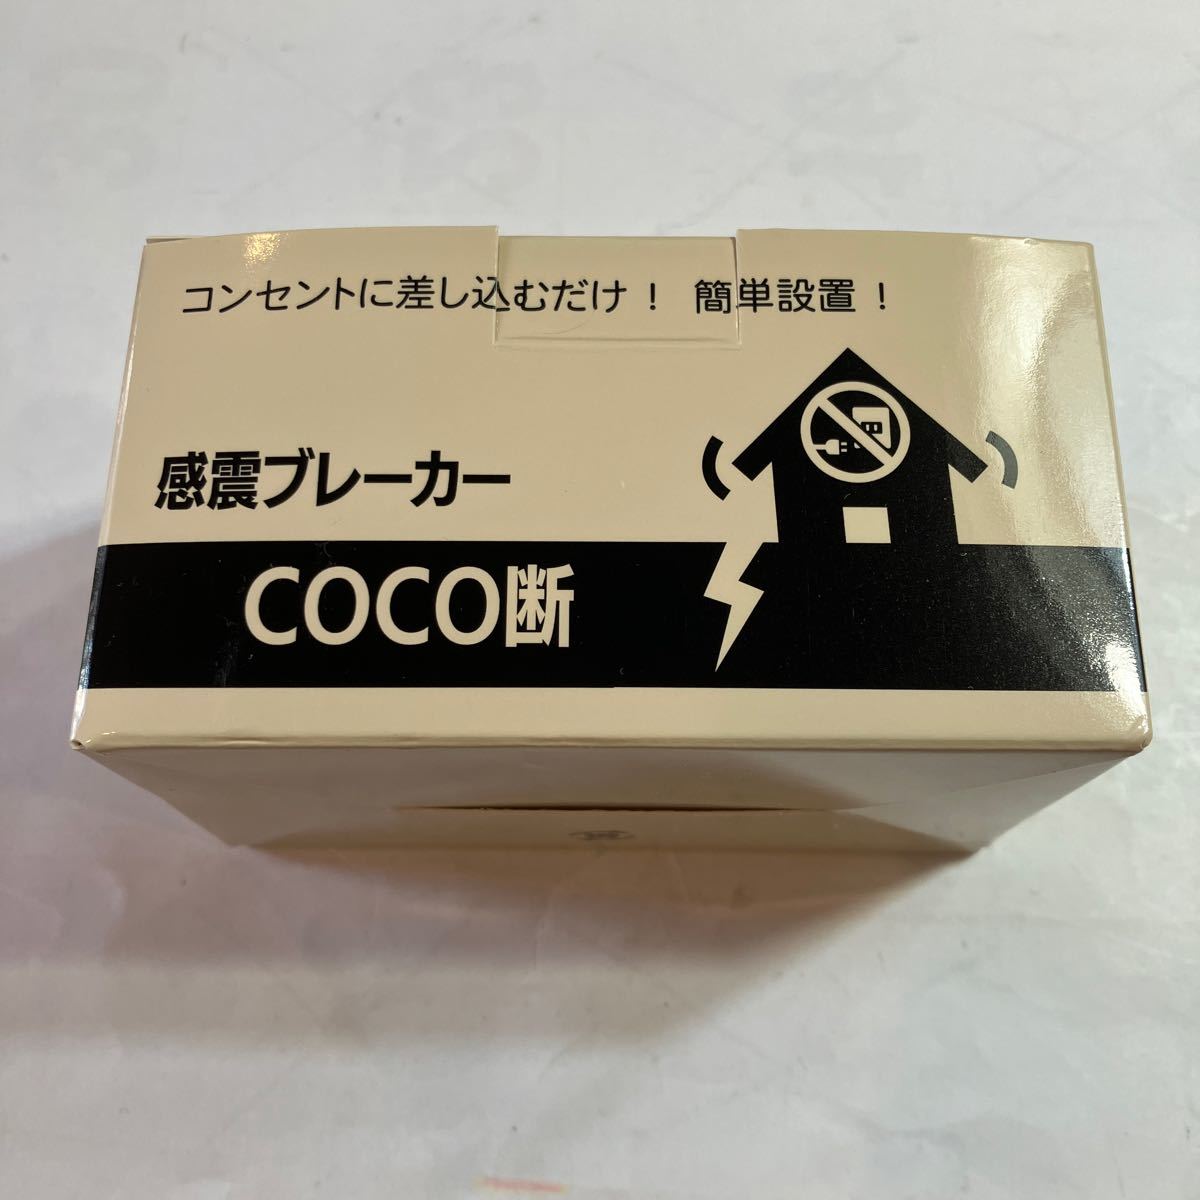 コンセントに差し込むだけ！ 簡単設置！
感震ブレーカー
COCO断